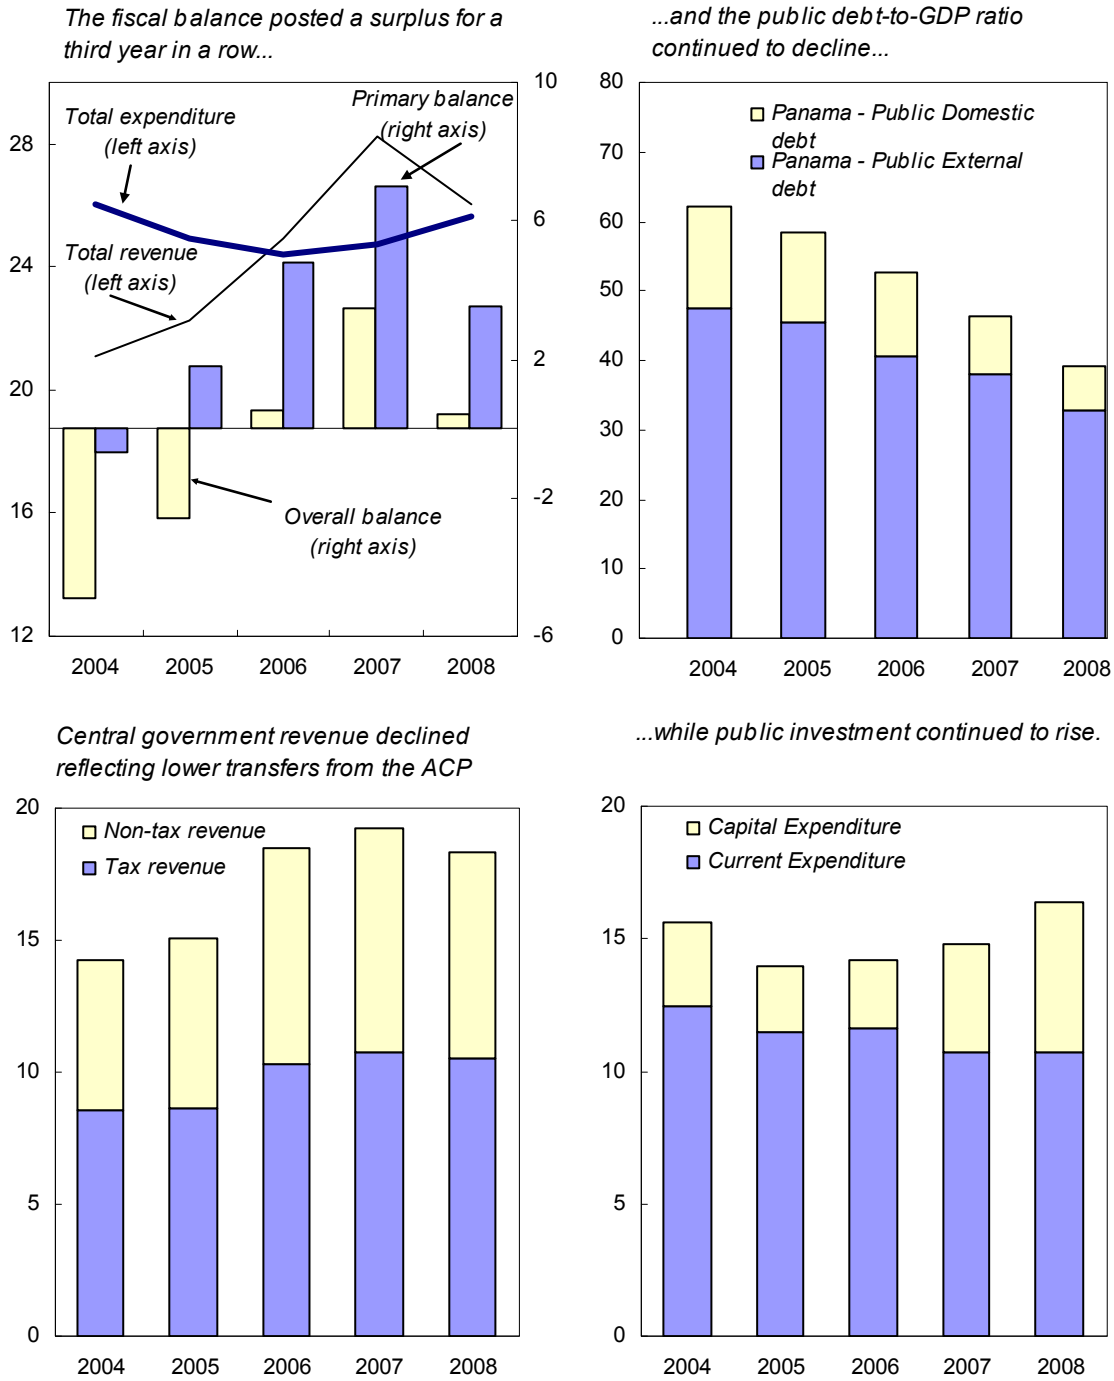 The fiscal balance posted a surplus for a
third year in a row...
10
28
6
24
2
20
-2
16
12
-6
Total expenditure
(left axis)
Primary balance
(right axis)
Total revenue
(left axis)
Overall balance
(right axis)
2004 2005 2006 2007 2008
...and the public debt-to-GDP ratio
continued to decline...
80
70
60
50
40
30
20
10
0
Panama - Public Domestic
debt
Panama - Public External
debt
2004 2005 2006 2007 2008
Central government revenue declined
reflecting lower transfers from the ACP
20
15
10
5
0
Non-tax revenue
Tax revenue
2004 2005 2006 2007 2008
...while public investment continued to rise.
20
15
10
5
0
Capital Expenditure
Current Expenditure
2004 2005 2006 2007 2008